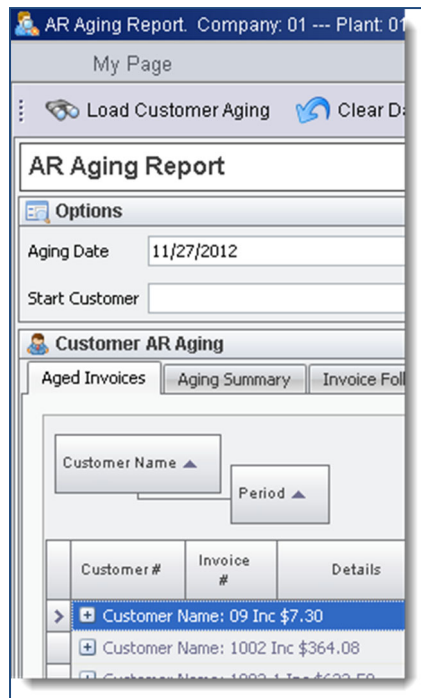 AR Aging Report. Company: 01 --- Plant: 01
My Page
Load Customer Aging Clear
AR Aging Report
Options
Aging Date 11/27/2012
Start Customer
Customer AR Aging
Aged Invoices Aging Summary Invoice Foll
Customer Name
Period
Customer # Invoice # Details
Customer Name: 09 Inc $7.30
Customer Name: 1002 Inc $364.08